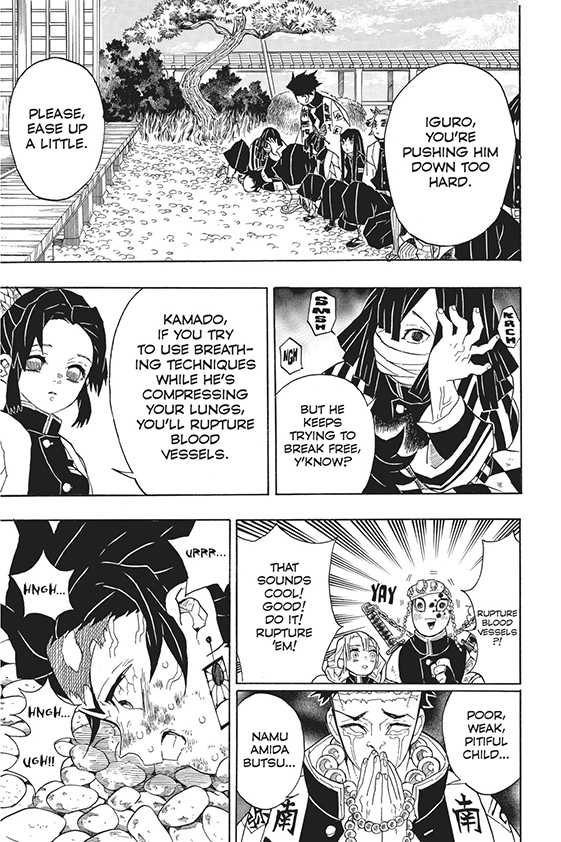 IGURO,
YOU'RE
PUSHING HIM
DOWN TOO
HARD.
PLEASE,
EASE UP
A LITTLE.
KRCH
SMSH
NGH
BUT HE
KEEPS
TRYING TO
BREAK FREE,
Y'KNOW?
KAMADO,
IF YOU TRY
TO USE BREATH-
ING TECHNIQUES
WHILE HE'S
COMPRESSING
YOUR LUNGS,
YOU'LL RUPTURE
BLOOD
VESSELS.
RUPTURE
BLOOD
VESSELS
?!
YAY
THAT
SOUNDS
COOL!
GOOD!
DO IT!
RUPTURE
'EM!
POOR,
WEAK,
PITIFUL
CHILD...
NAMU
AMIDA
BUTSU...
南
南
URRR...
HNGH...
HNGH...
UGH!!